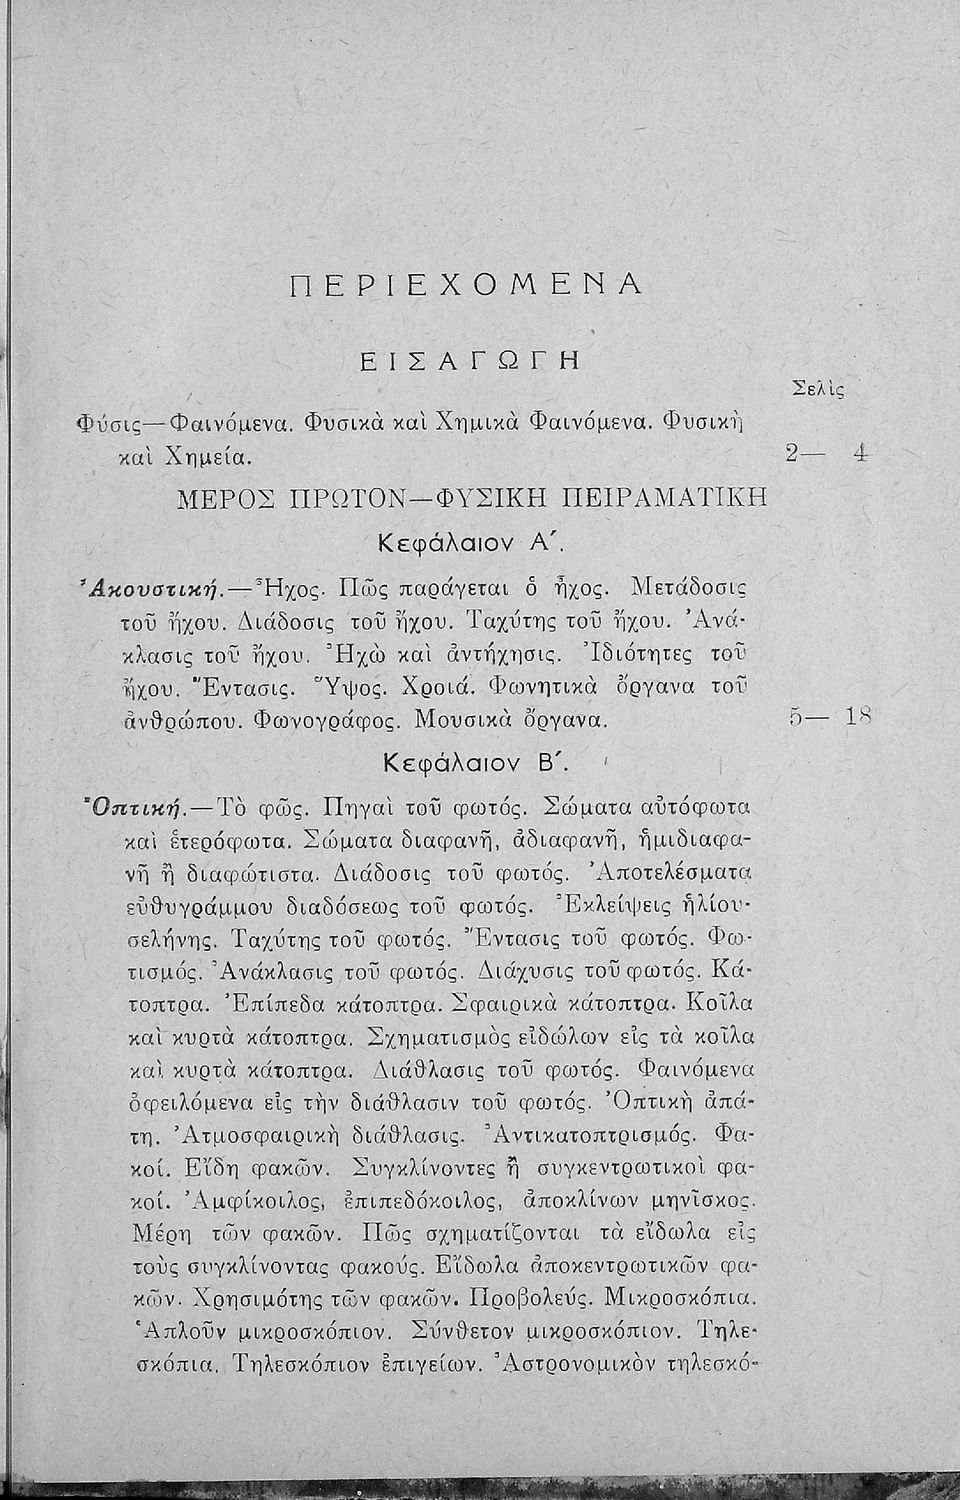 ΠΕΡΙΕΧΟΜΕΝΑ
ΕΙΣΑΓΩΓΗ
Σελὶς
Φύσις—Φαινόμενα. Φυσικὰ καὶ Χημικὰ Φαινόμενα. Φυσικὴ
καὶ Χημεία. 2— 4
ΜΕΡΟΣ ΠΡΩΤΟΝ—ΦΥΣΙΚΗ ΠΕΙΡΑΜΑΤΙΚΗ
Κεφάλαιον Α΄.
Ἀκουστική.—Ἦχος. Πῶς παράγεται ὁ ἦχος. Μετάδοσις
τοῦ ἤχου. Διάδοσις τοῦ ἤχου. Ταχύτης τοῦ ἤχου. Ἀνά-
κλασις τοῦ ἤχου. Ἠχὼ καὶ ἀντήχησις. Ἰδιότητες τοῦ
ἤχου. Ἔντασις. Ὕψος. Χροιά. Φωνητικὰ ὄργανα τοῦ
ἀνθρώπου. Φωνογράφος. Μουσικὰ ὄργανα. 5— 18
Κεφάλαιον Β΄.
Ὀπτική.—Τὸ φῶς. Πηγαὶ τοῦ φωτός. Σώματα αὐτόφωτα
καὶ ἑτερόφωτα. Σώματα διαφανῆ, ἀδιαφανῆ, ἡμιδιαφα-
νῆ ἢ διαφώτιστα. Διάδοσις τοῦ φωτός. Ἀποτελέσματα
εὐθυγράμμου διαδόσεως τοῦ φωτός. Ἐκλείψεις ἡλίου-
σελήνης. Ταχύτης τοῦ φωτός. Ἔντασις τοῦ φωτός. Φω-
τισμός. Ἀνάκλασις τοῦ φωτός. Διάχυσις τοῦ φωτός. Κά-
τοπτρα. Ἐπίπεδα κάτοπτρα. Σφαιρικὰ κάτοπτρα. Κοῖλα
καὶ κυρτὰ κάτοπτρα. Σχηματισμὸς εἰδώλων εἰς τὰ κοῖλα
καὶ κυρτὰ κάτοπτρα. Διάθλασις τοῦ φωτός. Φαινόμενα
ὀφειλόμενα εἰς τὴν διάθλασιν τοῦ φωτός. Ὀπτικὴ ἀπά-
τη. Ἀτμοσφαιρικὴ διάθλασις. Ἀντικατοπτρισμός. Φα-
κοί. Εἴδη φακῶν. Συγκλίνοντες ἢ συγκεντρωτικοὶ φα-
κοί. Ἀμφίκοιλος, ἐπιπεδόκοιλος, ἀποκλίνων μηνῖσκος.
Μέρη τῶν φακῶν. Πῶς σχηματίζονται τὰ εἴδωλα εἰς
τοὺς συγκλίνοντας φακούς. Εἴδωλα ἀποκεντρωτικῶν φα-
κῶν. Χρησιμότης τῶν φακῶν. Προβολεύς. Μικροσκόπια.
Ἁπλοῦν μικροσκόπιον. Σύνθετον μικροσκόπιον. Τηλε-
σκόπια. Τηλεσκόπιον ἐπιγείων. Ἀστρονομικὸν τηλεσκό-